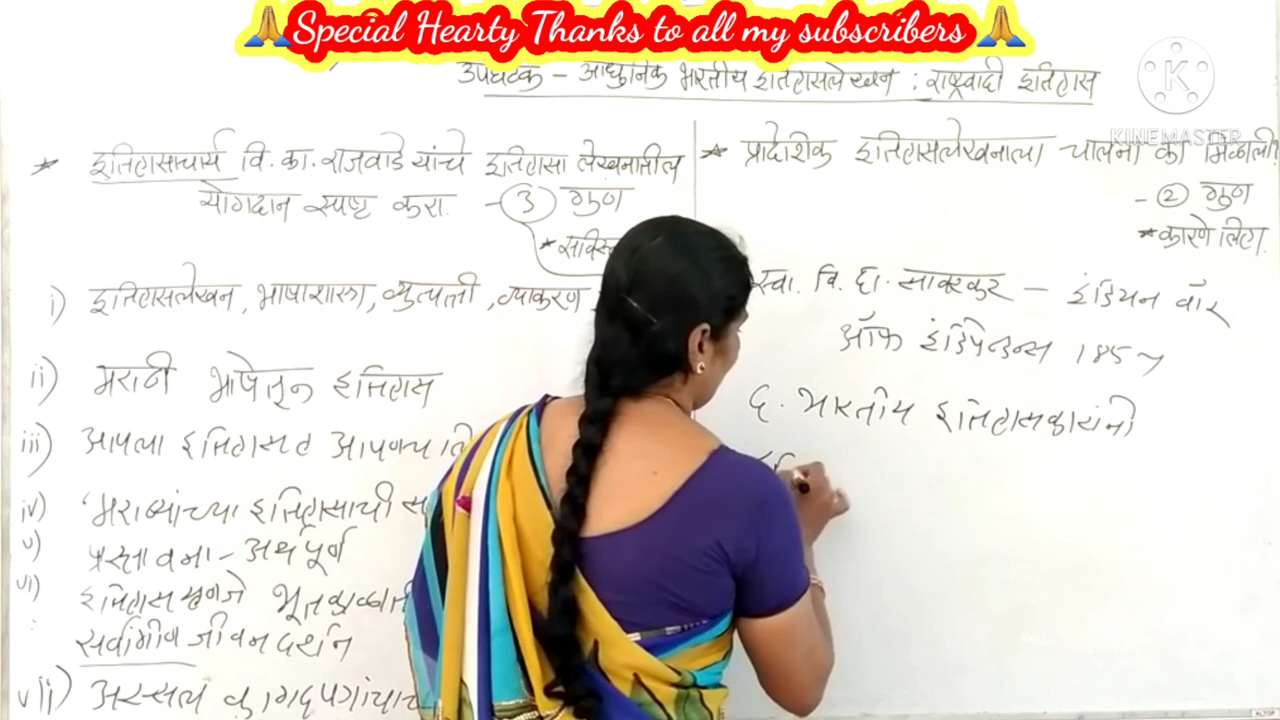 🙏Special Hearty Thanks to all my subscribers 🙏
उपघटक - आधुनिक भारतीय इतिहासलेखन : राष्ट्रवादी इतिहास
KINEMASTER
* इतिहासाचार्य वि. का. राजवाडे यांचे इतिहासा लेखनातील
योगदान स्पष्ट करा. - ③ गुण
i) इतिहासलेखन, भाषाशास्त्र, व्युत्पत्ती, व्याकरण
ii) मराठी भाषेतून इतिहास
iii) आपला इतिहास आपणच
iv) 'मराठ्यांच्या इतिहासाची
v) प्रस्तावना - अर्थपूर्ण
vi) इतिहास म्हणजे भूतकाळाती
सर्वांगीण जीवन दर्शन
vii) अस्सल कागदपत्रांचाच
* प्रादेशिक इतिहासलेखनाला चालना का मिळाली
- ② गुण
* कारणे लिहा.
स्वा. वि. दा. सावरकर - इंडियन वॉर
ऑफ इंडिपेन्डन्स 1857
६. भारतीय इतिहासकारांनी